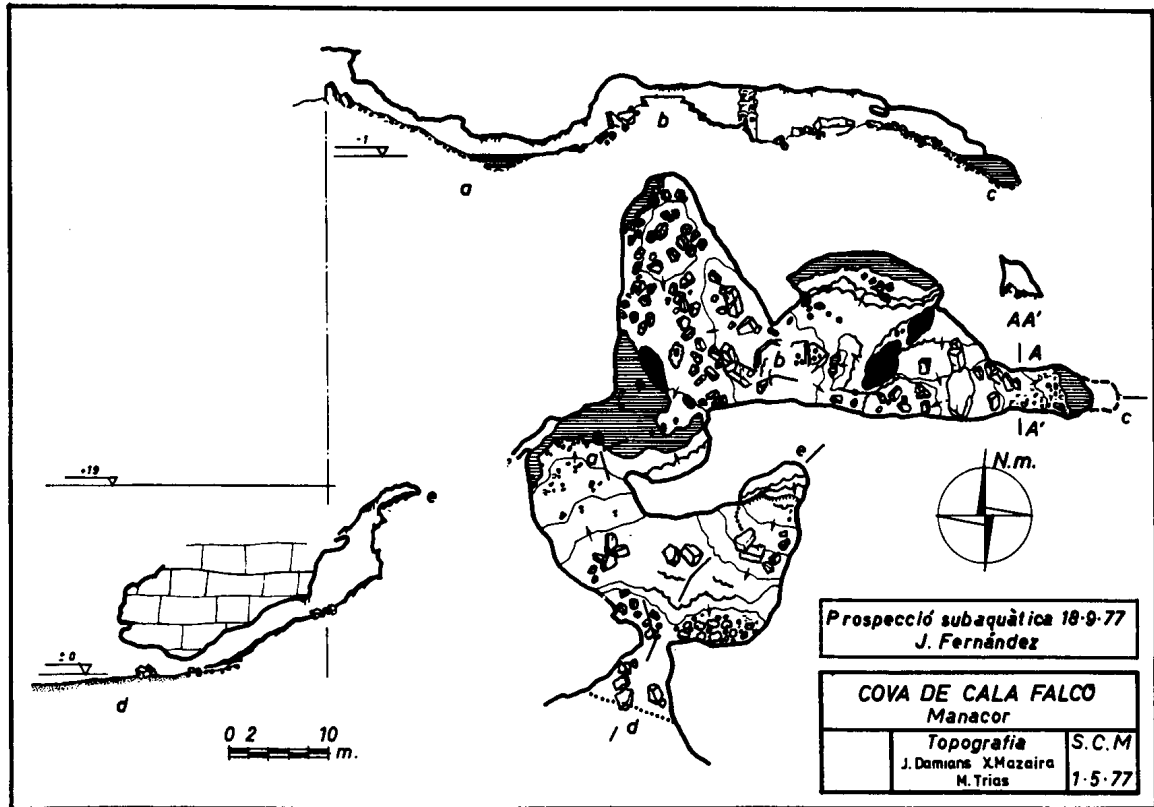 -1
a
b
c
AA'
A
b
c
A'
a
e
N.m.
+19
e
±0
d
d
0 2 10
m.
Prospecció subaquàtica 18·9·77
J. Fernández
COVA DE CALA FALCÓ
Manacor
Topografia
J. Damians X.Mazaira
M. Trias
S.C.M
1·5·77